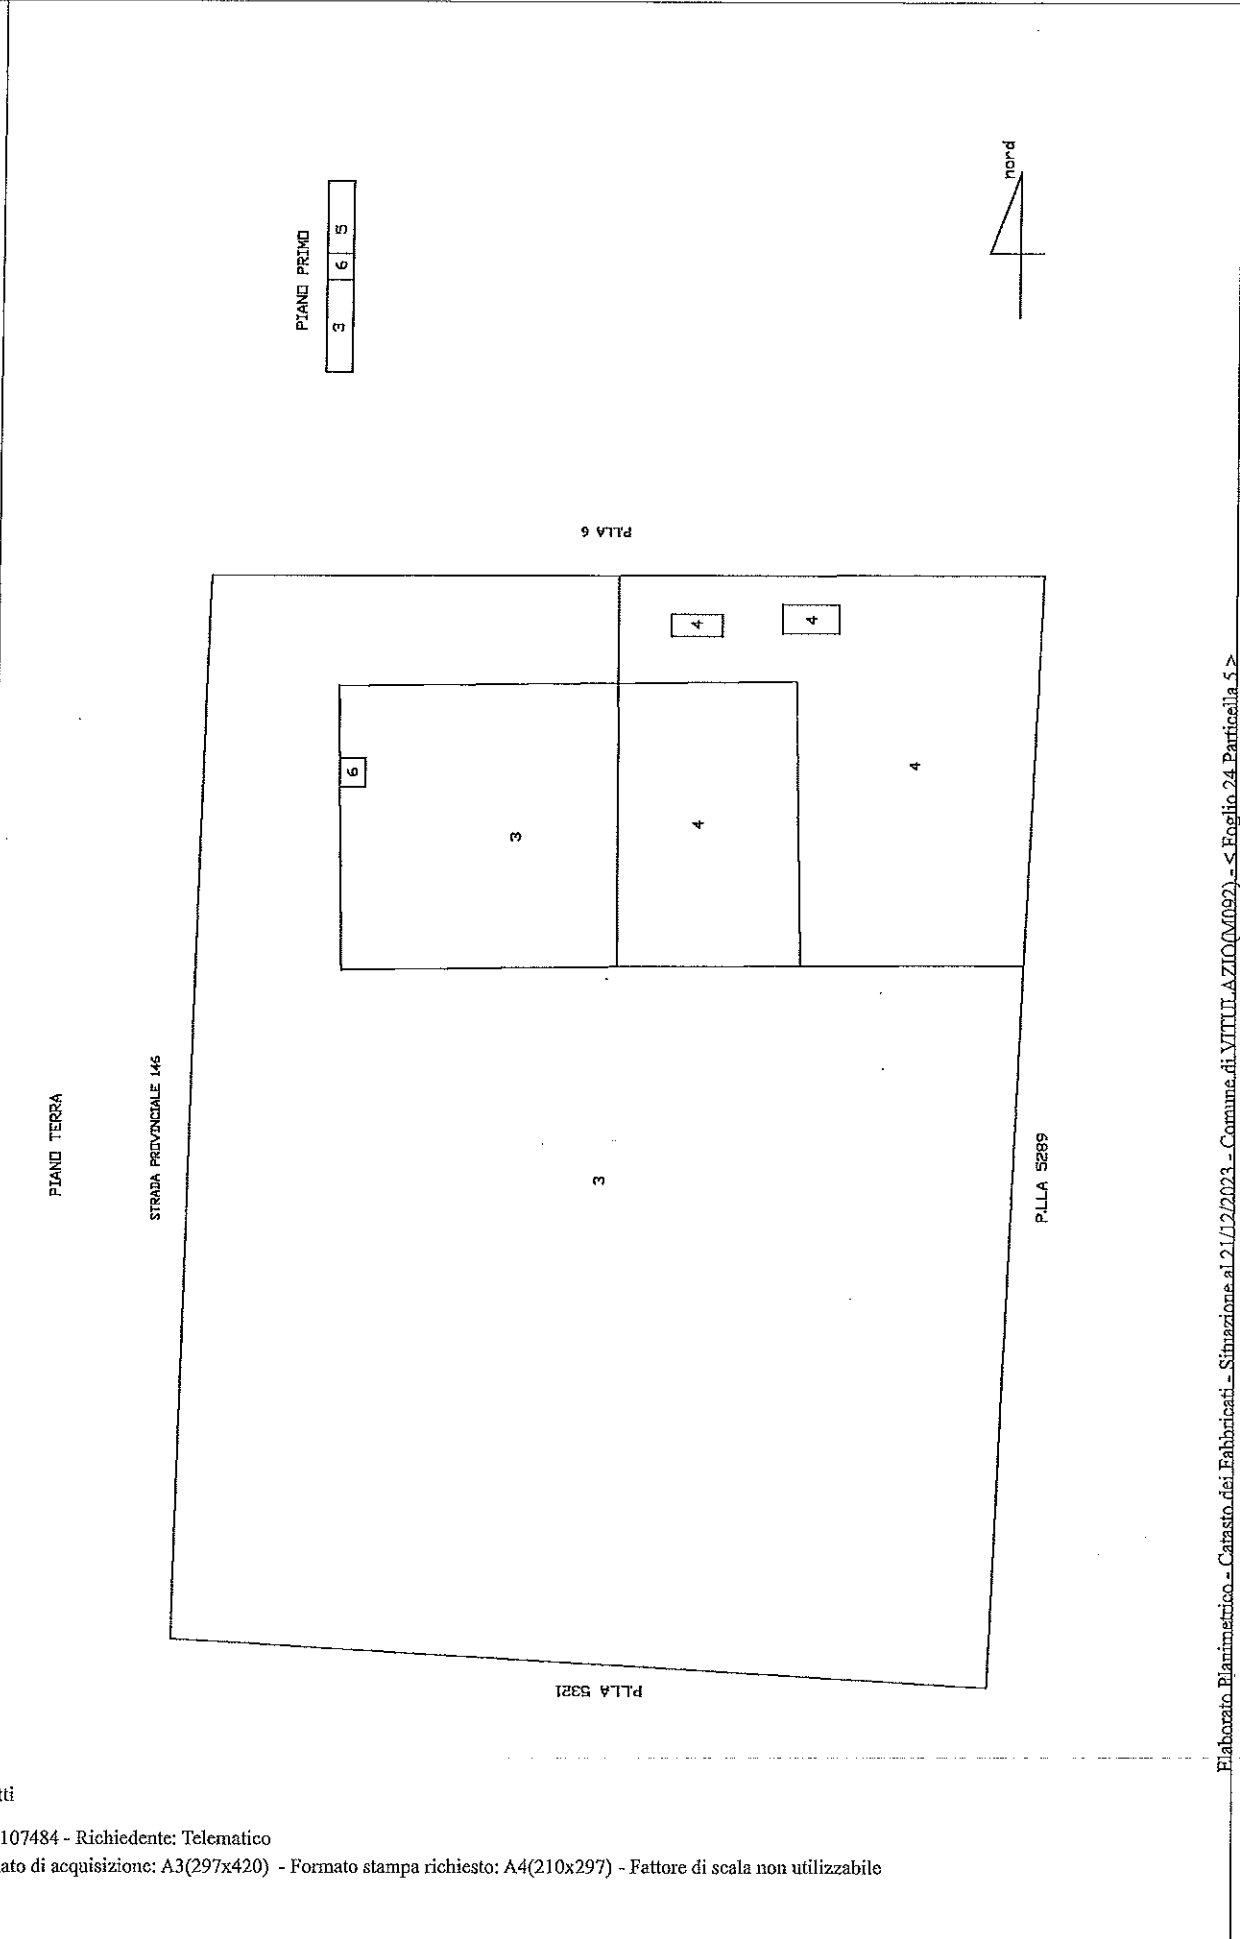 nord
PIANO PRIMO
3 6 5
P.LLA 6
4
4
6
3
4
4
PIANO TERRA
STRADA PROVINCIALE 146
3
P.LLA 5289
P.LLA 5321
Elaborato Planimetrico - Catasto dei Fabbricati - Situazione al 21/12/2023 - Comune di VITULAZIO(M092) - < Foglio 24 Particella 5 >
tti
107484 - Richiedente: Telematico
ato di acquisizione: A3(297x420) - Formato stampa richiesto: A4(210x297) - Fattore di scala non utilizzabile